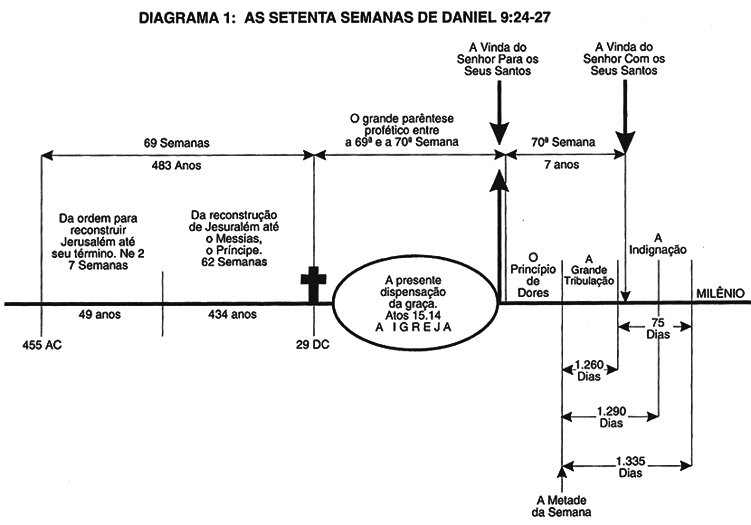 DIAGRAMA 1: AS SETENTA SEMANAS DE DANIEL 9:24-27
A Vinda do
Senhor Para os
Seus Santos
A Vinda do
Senhor Com os
Seus Santos
69 Semanas
483 Anos
O grande parêntese
profético entre
a 69ª e a 70ª Semana
70ª Semana
7 anos
Da ordem para
reconstruir
Jerusalém até
seu término. Ne 2
7 Semanas
Da reconstrução
de Jesuralém até
o Messias,
o Príncipe.
62 Semanas
A presente
dispensação
da graça.
Atos 15.14
A IGREJA
O
Princípio
de
Dores
A
Grande
Tribulação
A
Indignação
MILÊNIO
49 anos
434 anos
455 AC
29 DC
75
Dias
1.260
Dias
1.290
Dias
1.335
Dias
A Metade
da Semana